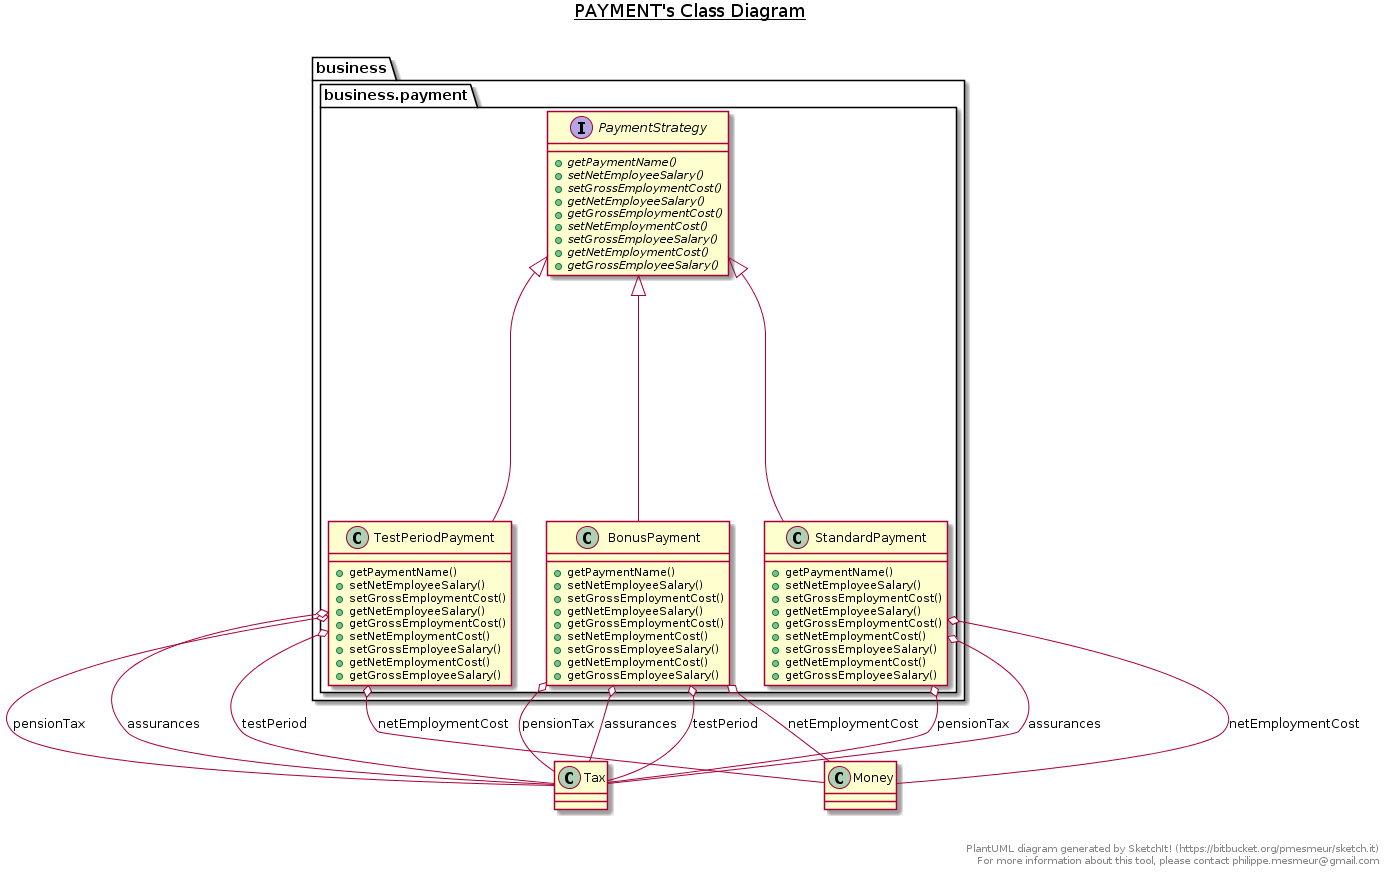 PAYMENT's Class Diagram
business
business.payment
I PaymentStrategy
getPaymentName()
setNetEmployeeSalary()
setGrossEmploymentCost()
getNetEmployeeSalary()
getGrossEmploymentCost()
setNetEmploymentCost()
setGrossEmployeeSalary()
getNetEmploymentCost()
getGrossEmployeeSalary()
C TestPeriodPayment
getPaymentName()
setNetEmployeeSalary()
setGrossEmploymentCost()
getNetEmployeeSalary()
getGrossEmploymentCost()
setNetEmploymentCost()
setGrossEmployeeSalary()
getNetEmploymentCost()
getGrossEmployeeSalary()
C BonusPayment
getPaymentName()
setNetEmployeeSalary()
setGrossEmploymentCost()
getNetEmployeeSalary()
getGrossEmploymentCost()
setNetEmploymentCost()
setGrossEmployeeSalary()
getNetEmploymentCost()
getGrossEmployeeSalary()
C StandardPayment
getPaymentName()
setNetEmployeeSalary()
setGrossEmploymentCost()
getNetEmployeeSalary()
getGrossEmploymentCost()
setNetEmploymentCost()
setGrossEmployeeSalary()
getNetEmploymentCost()
getGrossEmployeeSalary()
pensionTax
assurances
testPeriod
netEmploymentCost
pensionTax
assurances
testPeriod
netEmploymentCost
pensionTax
assurances
netEmploymentCost
C Tax
C Money
PlantUML diagram generated by SketchIt! (https://bitbucket.org/pmesmeur/sketch.it)
For more information about this tool, please contact philippe.mesmeur@gmail.com